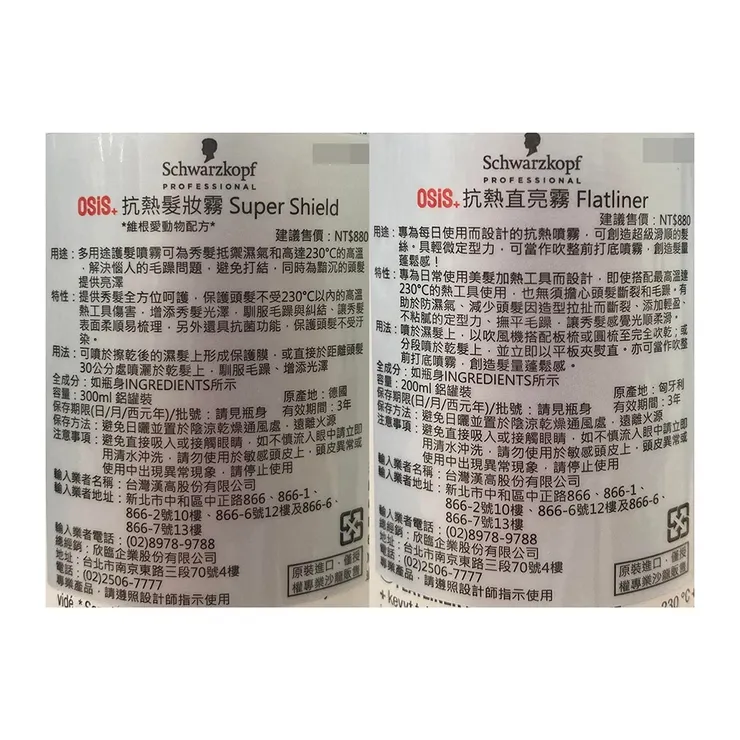 Schwarzkopf
PROFESSIONAL
OSiS+ 抗熱髮妝霧 Super Shield
*維根愛動物配方*
建議售價：NT$880
用途：多用途護髮噴霧可為秀髮抵禦濕氣和高達230°C的高溫
，解決惱人的毛躁問題，避免打結，同時為黯沉的頭髮
提供亮澤
特性：提供秀髮全方位呵護，保護頭髮不受230°C以內的高溫
熱工具傷害，增添秀髮光澤，馴服毛躁與糾結、讓秀髮
表面柔順易梳理，另外還具抗菌功能，保護頭髮不受汙
染。
用法：可噴於擦乾後的濕髮上形成保護膜，或直接於距離頭髮
30公分處噴灑於乾髮上，馴服毛躁、增添光澤
全成分：如瓶身INGREDIENTS所示
容量：300ml 鋁罐裝 原產地：德國
保存期限(日/月/西元年)/批號：請見瓶身 有效期間：3年
保存方法：避免日曬並置於陰涼乾燥通風處，遠離火源
注意事項：避免直接吸入或接觸眼睛，如不慎流入眼中請立即
用清水沖洗，請勿使用於敏感頭皮上，頭皮異常或
使用中出現異常現象，請停止使用
輸入業者名稱：台灣漢高股份有限公司
輸入業者地址：新北市中和區中正路866、866-1、
866-2號10樓、866-6號12樓及866-6、
866-7號13樓
輸入業者電話：(02)8978-9788
總經銷：欣臨企業股份有限公司
地址：台北市南京東路三段70號4樓
電話：(02)2506-7777
專業產品，請遵照設計師指示使用
原裝進口，僅授
權專業沙龍販售
Schwarzkopf
PROFESSIONAL
OSiS+ 抗熱直亮霧 Flatliner
建議售價：NT$880
用途：專為每日使用而設計的抗熱噴霧，可創造超級滑順的髮
絲。具輕微定型力，可當作吹整前打底噴霧，創造髮量
蓬鬆感！
特性：專為日常使用美髮加熱工具而設計，即使搭配最高溫達
230°C的熱工具使用，也無須擔心頭髮斷裂和毛躁。有
助於防濕氣、減少頭髮因造型拉扯而斷裂、添加輕盈、
不粘膩的定型力、撫平毛躁、讓秀髮感覺光順柔滑。
用法：噴於濕髮上，以吹風機搭配板梳或圓梳至完全吹乾；或
分段噴於乾髮上，並立即以平板夾熨直。亦可當作吹整
前打底噴霧，創造髮量蓬鬆感。
全成分：如瓶身INGREDIENTS所示
容量：200ml 鋁罐裝 原產地：匈牙利
保存期限(日/月/西元年)/批號：請見瓶身 有效期間：3年
保存方法：避免日曬並置於陰涼乾燥通風處，遠離火源
注意事項：避免直接吸入或接觸眼睛，如不慎流入眼中請立即
用清水沖洗，請勿使用於敏感頭皮上、頭皮異常或
使用中出現異常現象，請停止使用
輸入業者名稱：台灣漢高股份有限公司
輸入業者地址：新北市中和區中正路866、866-1、
866-2號10樓、866-6號12樓及866-6、
866-7號13樓
輸入業者電話：(02)8978-9788
總經銷：欣臨企業股份有限公司
地址：台北市南京東路三段70號4樓
電話：(02)2506-7777
專業產品，請遵照設計師指示使用
原裝進口、僅授
權專業沙龍販售
230 °C